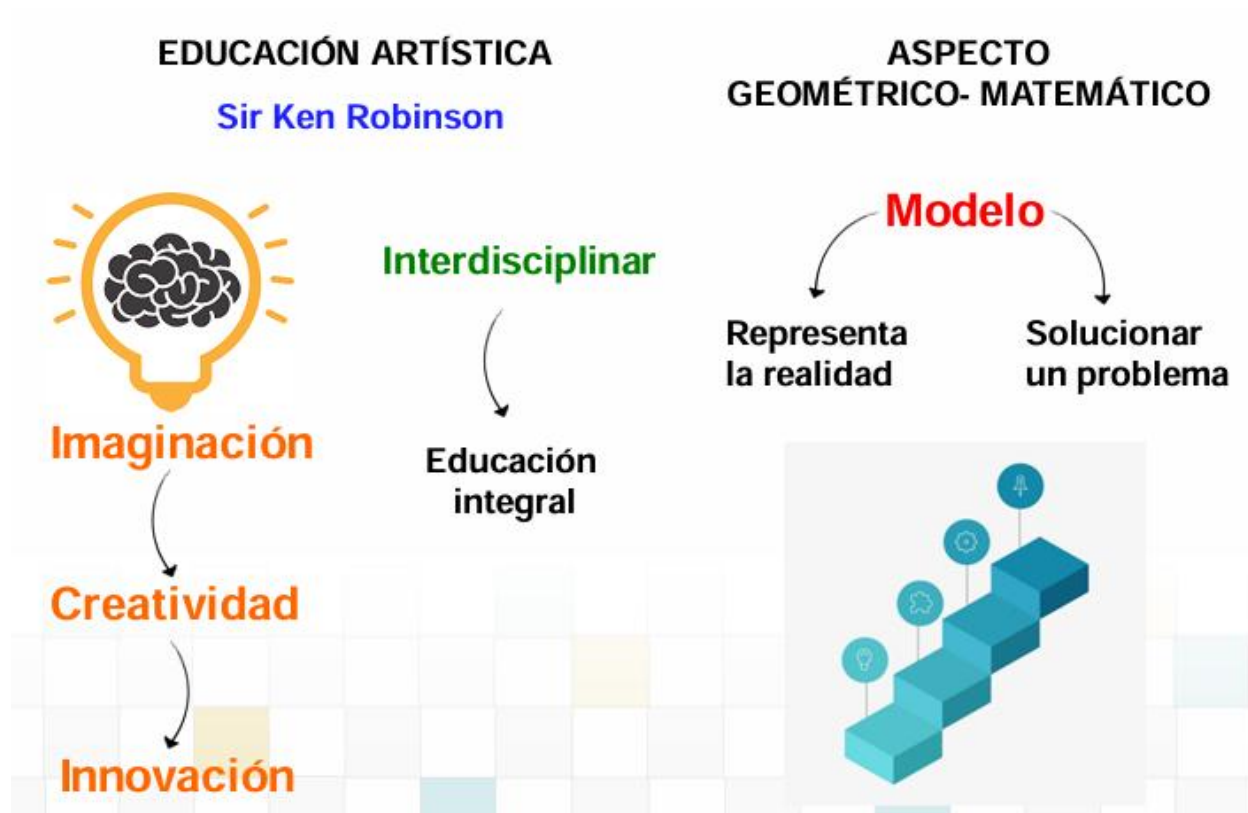 EDUCACIÓN ARTÍSTICA
Sir Ken Robinson
Imaginación
Creatividad
Innovación
Interdisciplinar
Educación
integral
ASPECTO
GEOMÉTRICO- MATEMÁTICO
Modelo
Representa
la realidad
Solucionar
un problema